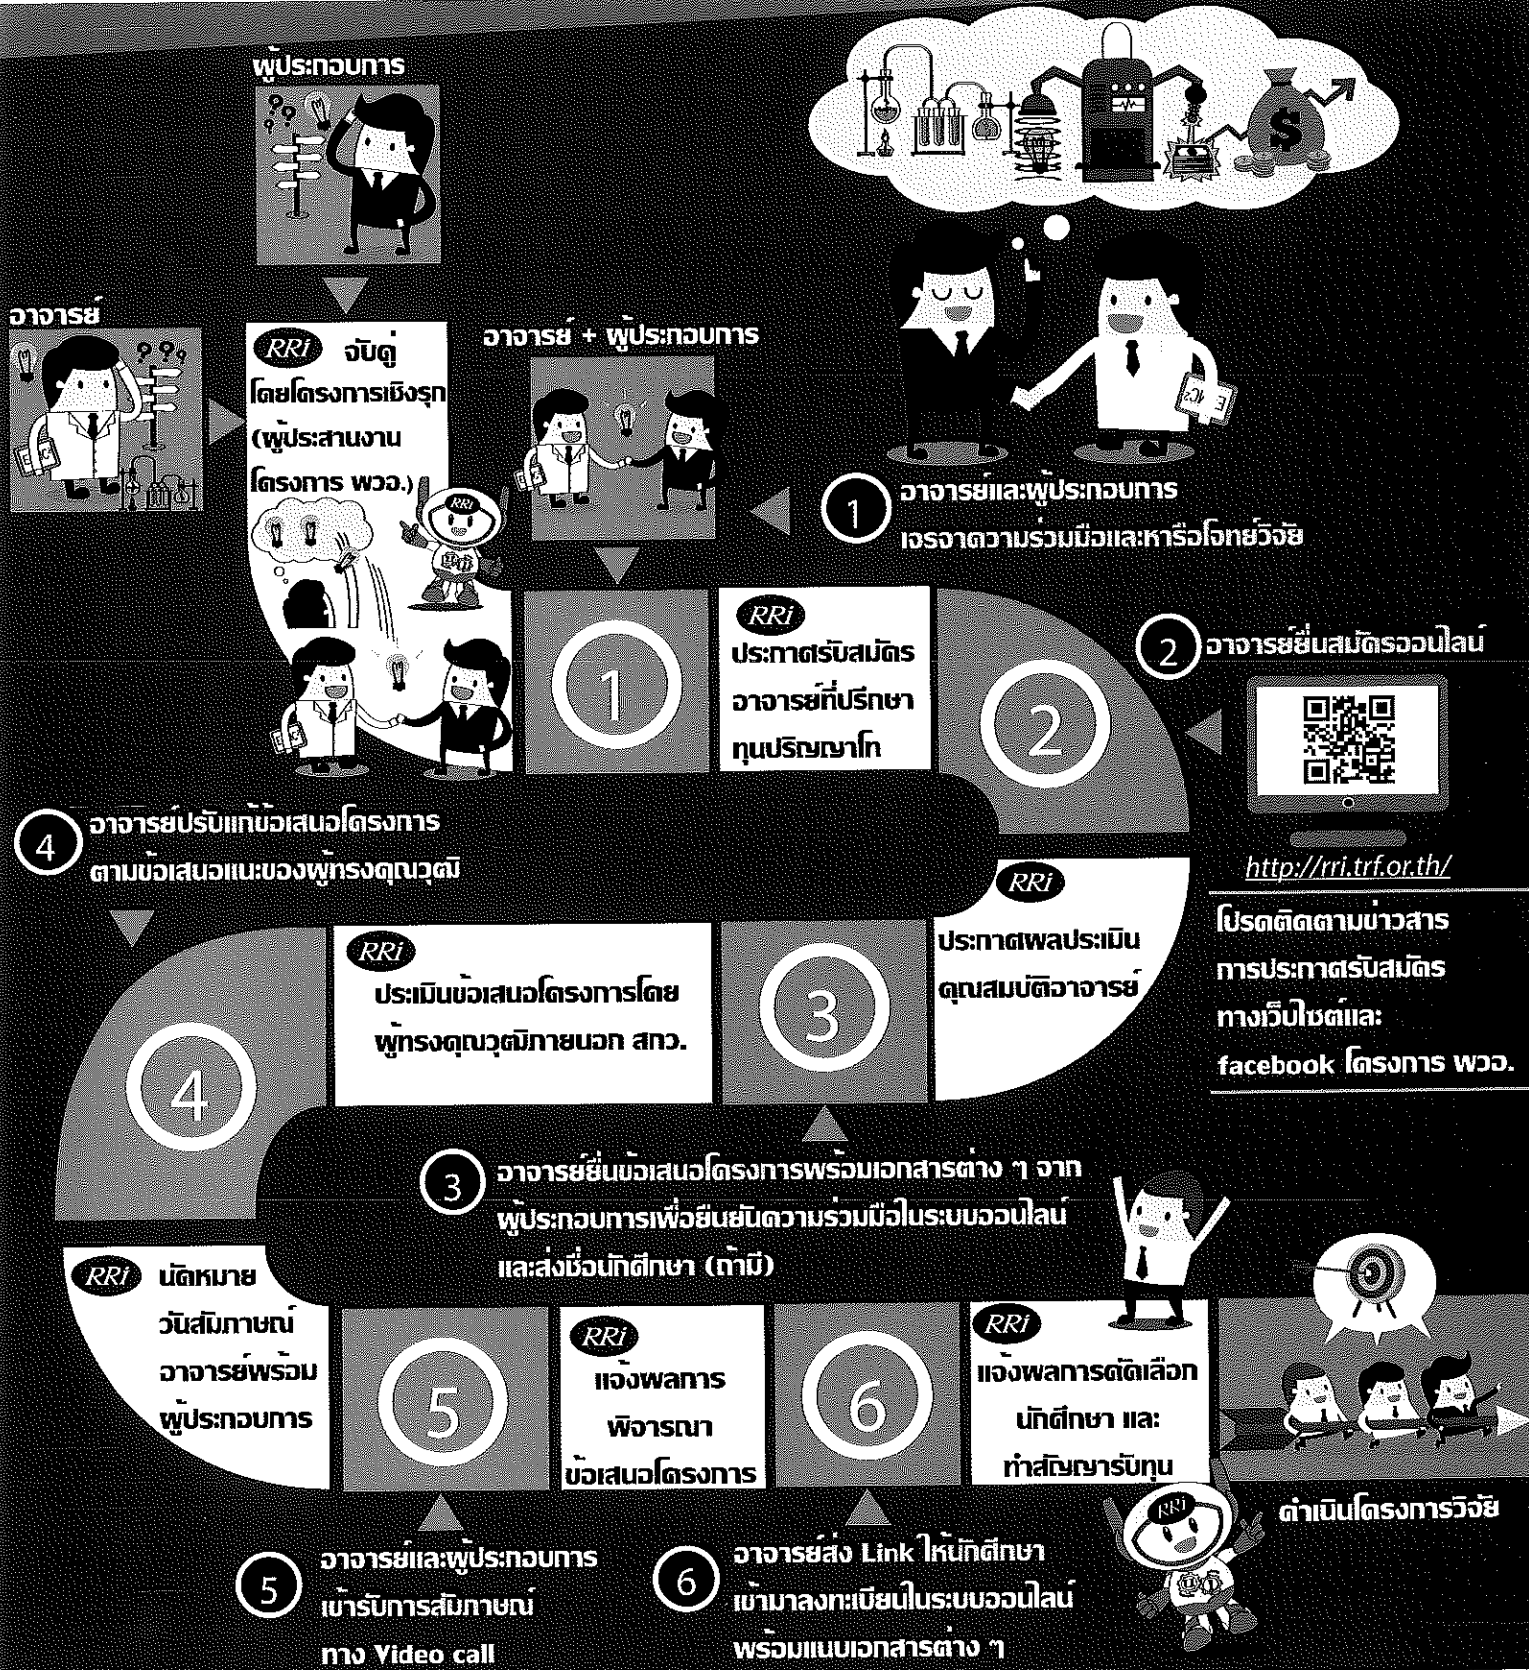 ผู้ประกอบการ
อาจารย์
RRi จับคู่
โดยโครงการเชิงรุก
(ผู้ประสานงาน
โครงการ พวอ.)
RRi
อาจารย์ + ผู้ประกอบการ
1 อาจารย์และผู้ประกอบการ
เจรจาความร่วมมือและหารือโจทย์วิจัย
1
RRi
ประกาศรับสมัคร
อาจารย์ที่ปรึกษา
ทุนปริญญาโท
2
2 อาจารย์ยื่นสมัครออนไลน์
http://rri.trf.or.th/
โปรดติดตามข่าวสาร
การประกาศรับสมัคร
ทางเว็บไซต์และ
facebook โครงการ พวอ.
RRi
ประกาศผลประเมิน
คุณสมบัติอาจารย์
3
3 อาจารย์ยื่นข้อเสนอโครงการพร้อมเอกสารต่าง ๆ จาก
ผู้ประกอบการเพื่อยืนยันความร่วมมือในระบบออนไลน์
และส่งชื่อนักศึกษา (ถ้ามี)
RRi
ประเมินข้อเสนอโครงการโดย
ผู้ทรงคุณวุฒิภายนอก สกว.
4 อาจารย์ปรับแก้ข้อเสนอโครงการ
ตามข้อเสนอแนะของผู้ทรงคุณวุฒิ
4
RRi นัดหมาย
วันสัมภาษณ์
อาจารย์พร้อม
ผู้ประกอบการ
5
5 อาจารย์และผู้ประกอบการ
เข้ารับการสัมภาษณ์
ทาง Video call
RRi
แจ้งผลการ
พิจารณา
ข้อเสนอโครงการ
6
6 อาจารย์ส่ง Link ให้นักศึกษา
เข้ามาลงทะเบียนในระบบออนไลน์
พร้อมแนบเอกสารต่าง ๆ
RRi
แจ้งผลการคัดเลือก
นักศึกษา และ
ทำสัญญารับทุน
RRi
ดำเนินโครงการวิจัย